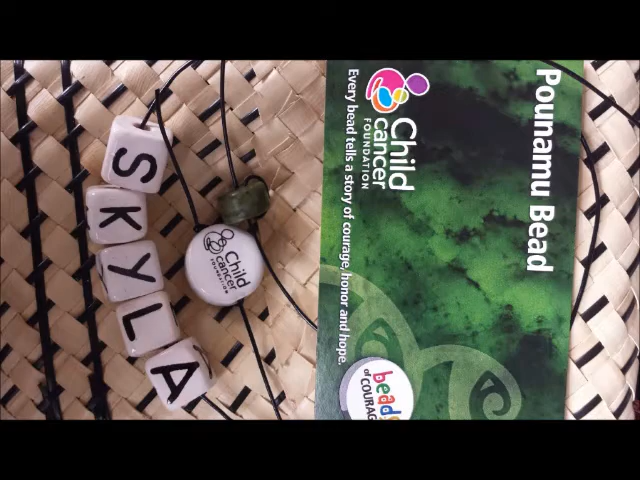 SKYLA
Child
cancer
FOUNDATION
Pounamu Bead
Child
cancer
FOUNDATION
Every bead tells a story of courage, honor and hope.
beads
of COURAGE